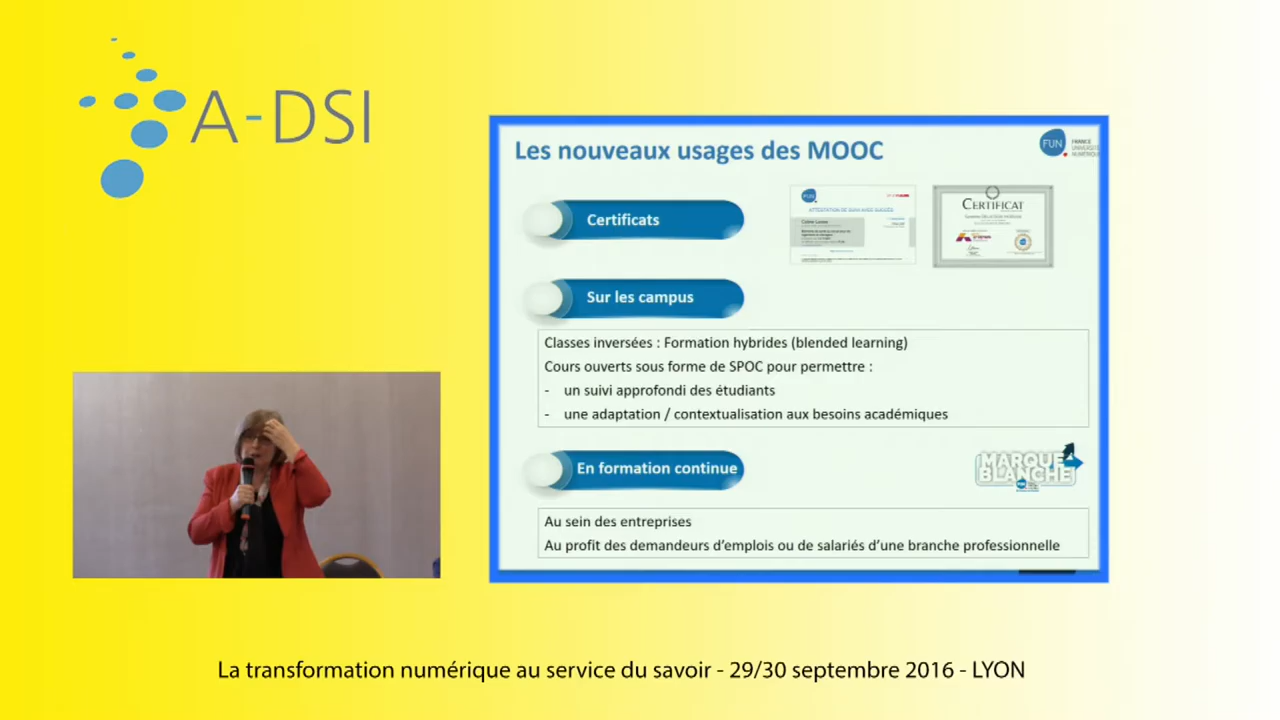 A-DSI
Les nouveaux usages des MOOC
FUN
FRANCE
UNIVERSITÉ
NUMÉRIQUE
Certificats
CERTIFICAT
Sur les campus
Classes inversées : Formation hybrides (blended learning)
Cours ouverts sous forme de SPOC pour permettre :
- un suivi approfondi des étudiants
- une adaptation / contextualisation aux besoins académiques
En formation continue
MARQUE
BLANCHE
Au sein des entreprises
Au profit des demandeurs d'emplois ou de salariés d'une branche professionnelle
La transformation numérique au service du savoir - 29/30 septembre 2016 - LYON